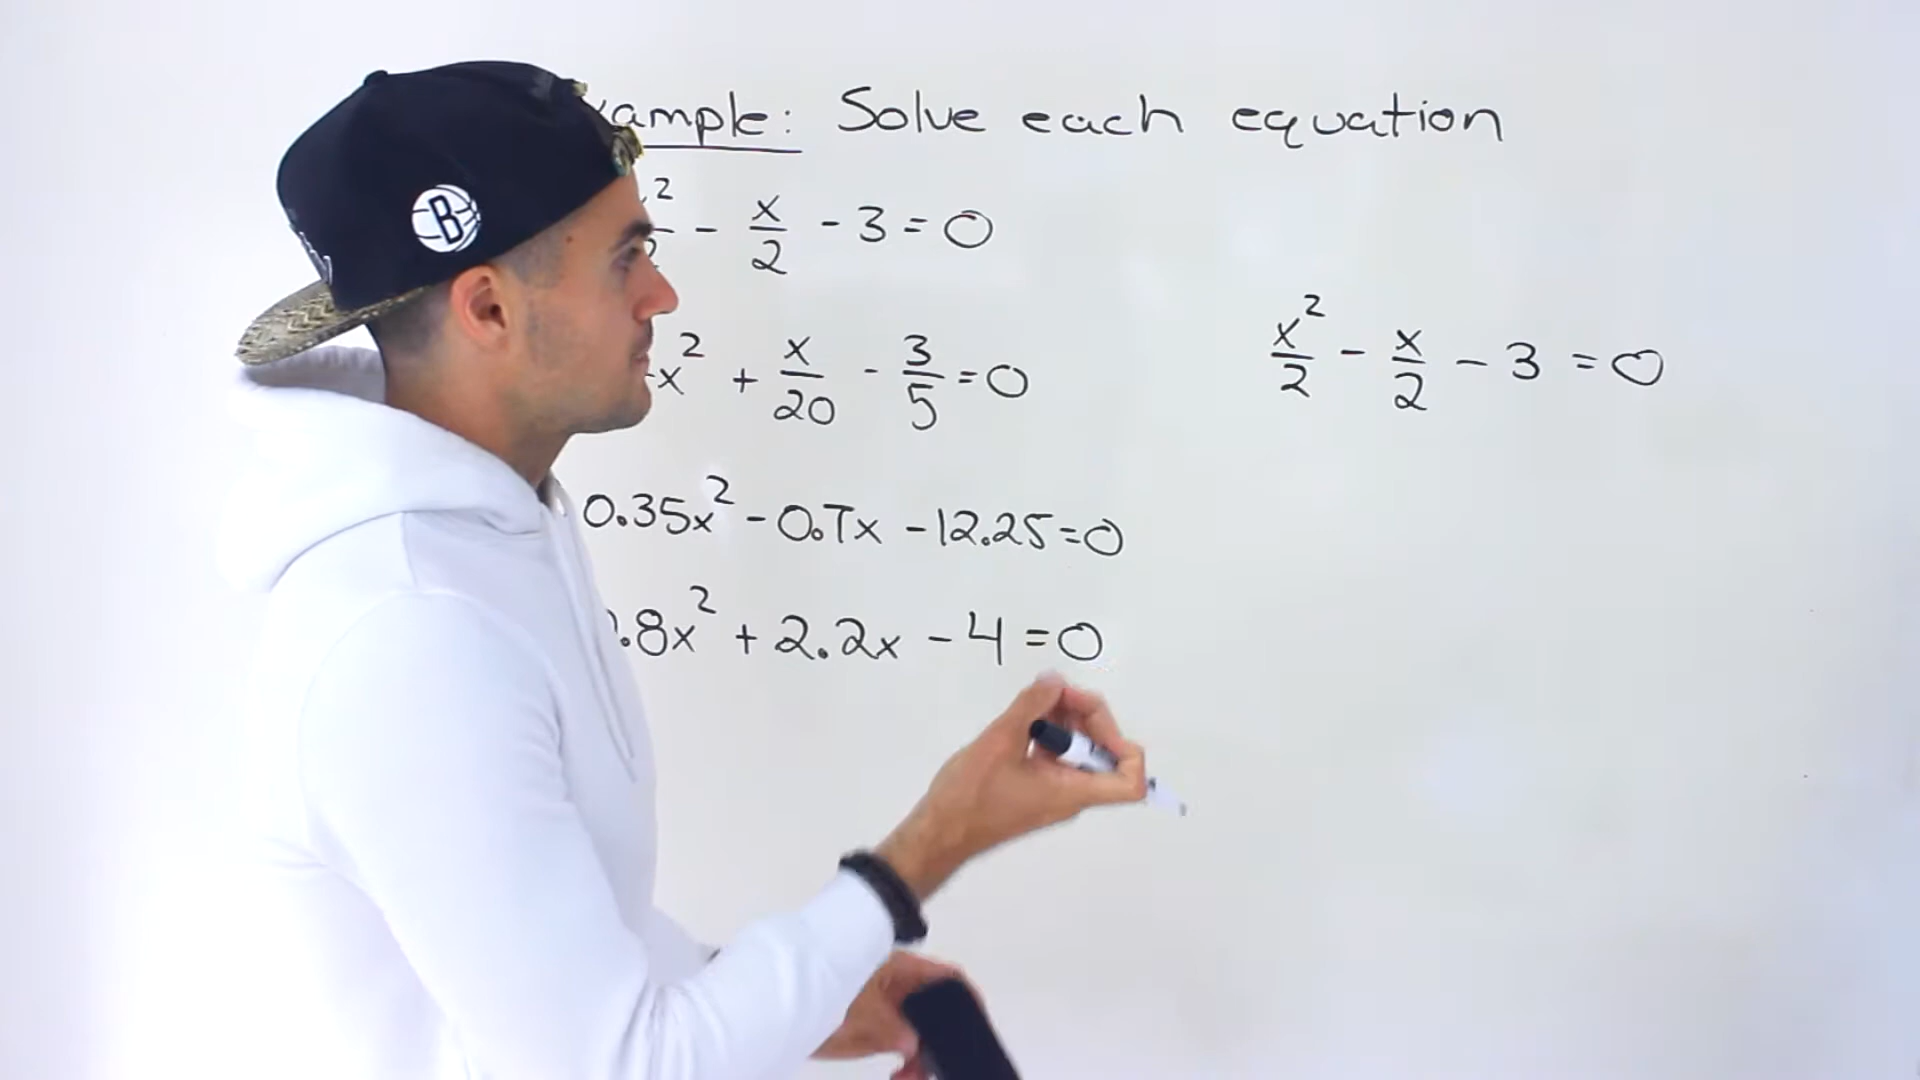 ample: Solve each equation
x/2 - 3 = 0
x²/2 - x/2 - 3 = 0
x² + x/20 - 3/5 = 0
0.35x² - 0.7x - 12.25 = 0
.8x² + 2.2x - 4 = 0
B